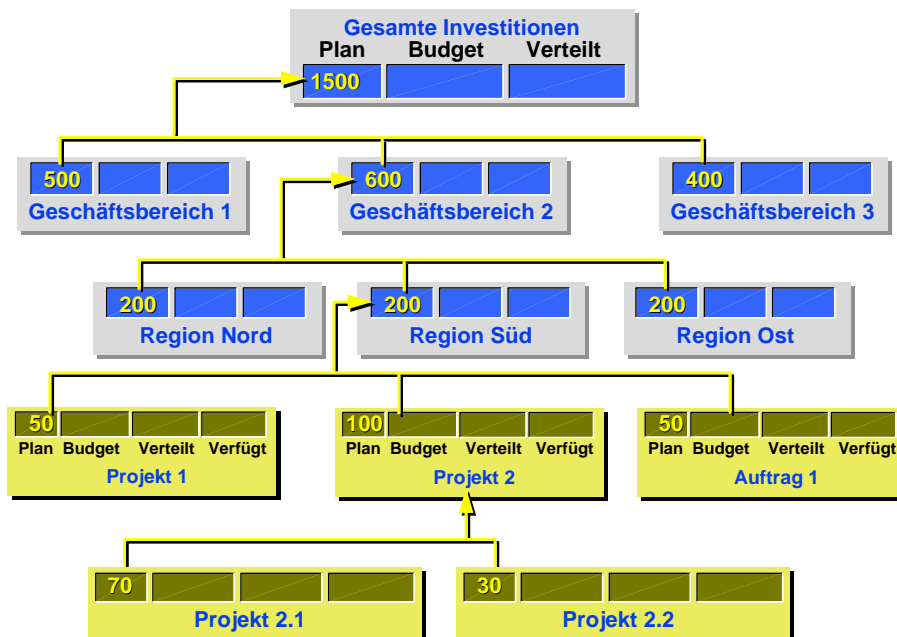 Gesamte Investitionen
Plan Budget Verteilt
1500
500 600 400
Geschäftsbereich 1 Geschäftsbereich 2 Geschäftsbereich 3
200 200 200
Region Nord Region Süd Region Ost
50 100 50
Plan Budget Verteilt Verfügt Plan Budget Verteilt Verfügt Plan Budget Verteilt Verfügt
Projekt 1 Projekt 2 Auftrag 1
70 30
Projekt 2.1 Projekt 2.2